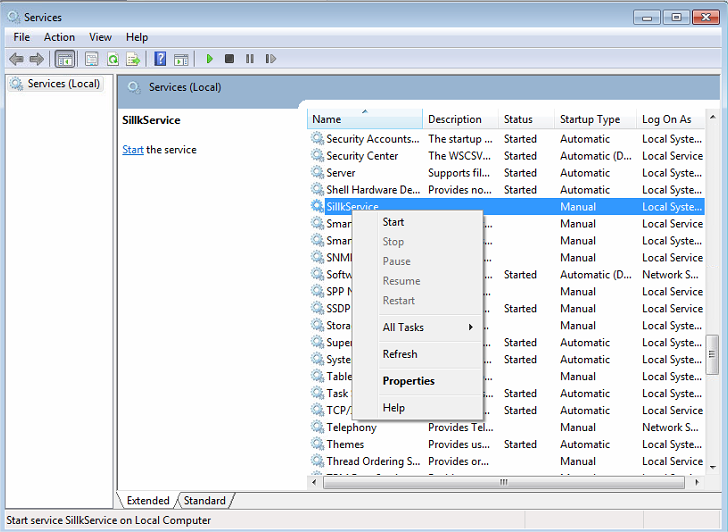 Services
File Action View Help
Services (Local)
Services (Local)
SillkService
Start the service
Name Description Status Startup Type Log On As
Security Accounts... The startup ... Started Automatic Local Syste...
Security Center The WSCSV... Started Automatic (D... Local Service
Server Supports fil... Started Automatic Local Syste...
Shell Hardware De... Provides no... Started Automatic Local Syste...
SillkService Manual Local Syste...
Smar ... Manual Local Service
Smar ... Manual Local Syste...
SNM ... Manual Local Service
Softw ... Started Automatic (D... Network S...
SPP N ... Manual Local Service
SSDP ... Started Manual Local Service
Storag ... Manual Local Syste...
Super ... Started Automatic Local Syste...
Syste ... Started Automatic Local Syste...
Table ... Manual Local Syste...
Task ... Started Automatic Local Syste...
TCP/ ... Started Automatic Local Service
Telephony Provides Tel... Manual Network S...
Themes Provides us... Started Automatic Local Syste...
Thread Ordering S... Provides or... Manual Local Service
Start
Stop
Pause
Resume
Restart
All Tasks
Refresh
Properties
Help
Extended Standard
Start service SillkService on Local Computer